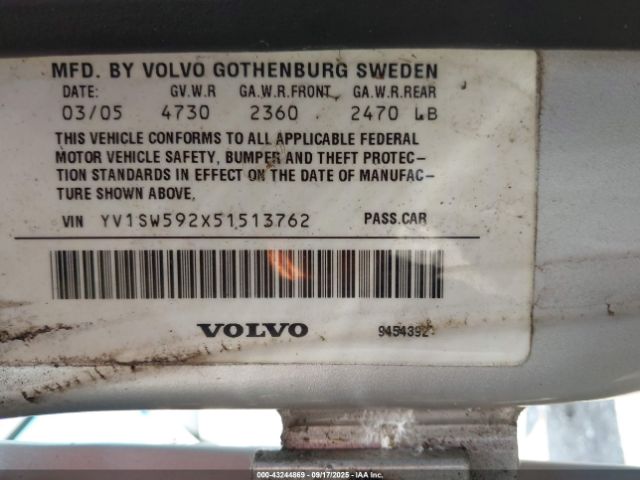 MFD. BY VOLVO GOTHENBURG SWEDEN
DATE: GV.W.R GA.W.R.FRONT GA.W.R.REAR
03/05 4730 2360 2470 LB
THIS VEHICLE CONFORMS TO ALL APPLICABLE FEDERAL
MOTOR VEHICLE SAFETY, BUMPER AND THEFT PROTEC–
TION STANDARDS IN EFFECT ON THE DATE OF MANUFAC–
TURE SHOWN ABOVE,
VIN YV1SW592X51513762 PASS.CAR
VOLVO 9454392
000-43244869 - 09/17/2025 - IAA Auctions